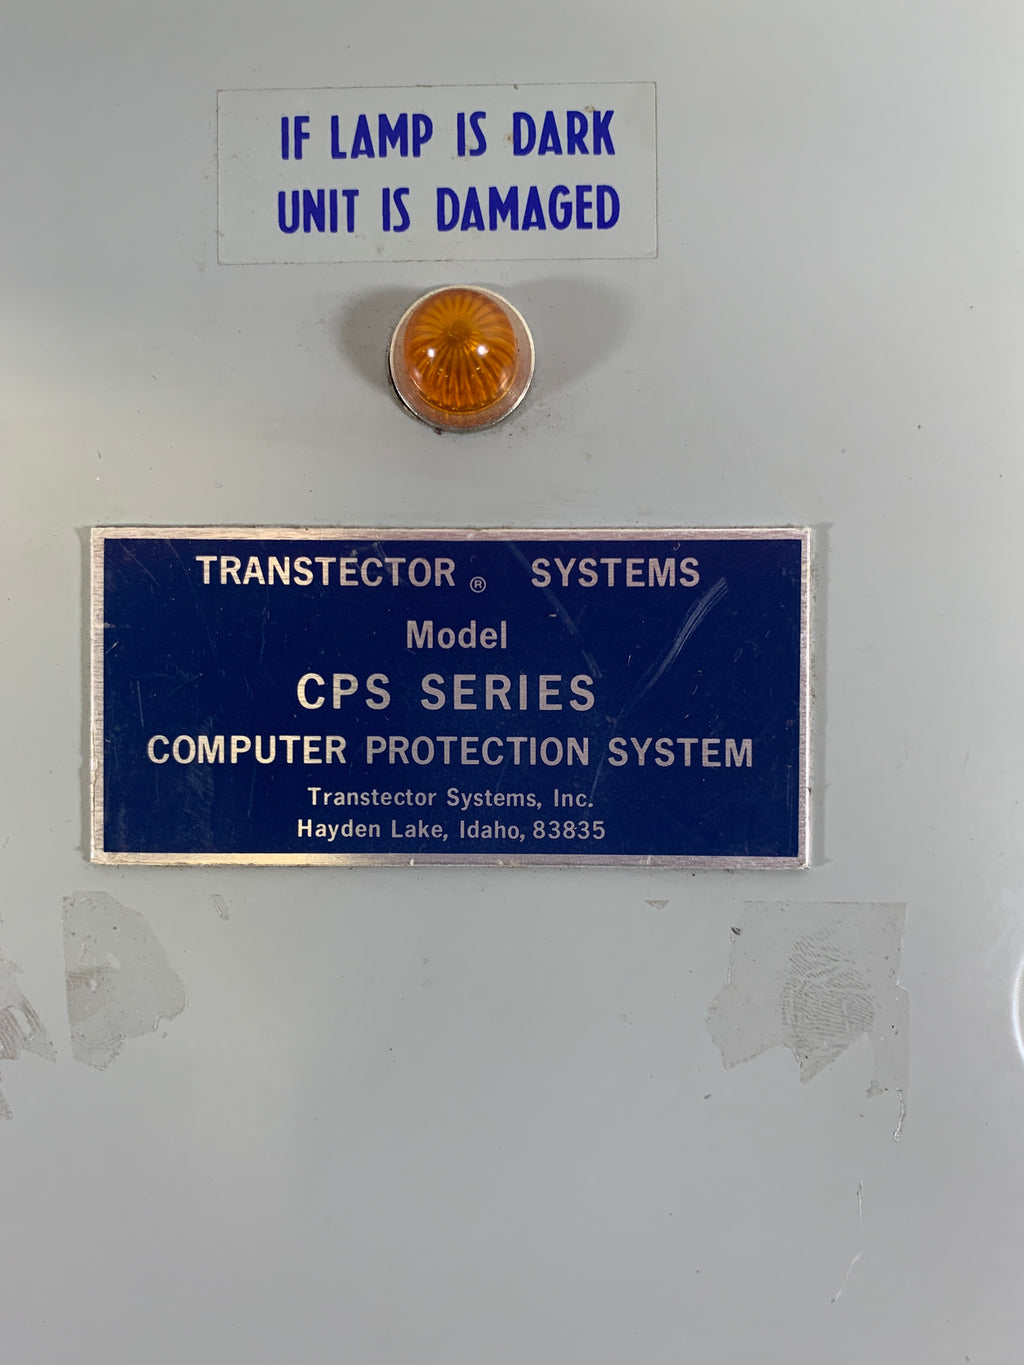 IF LAMP IS DARK
UNIT IS DAMAGED
TRANSTECTOR ® SYSTEMS
Model
CPS SERIES
COMPUTER PROTECTION SYSTEM
Transtector Systems, Inc.
Hayden Lake, Idaho, 83835